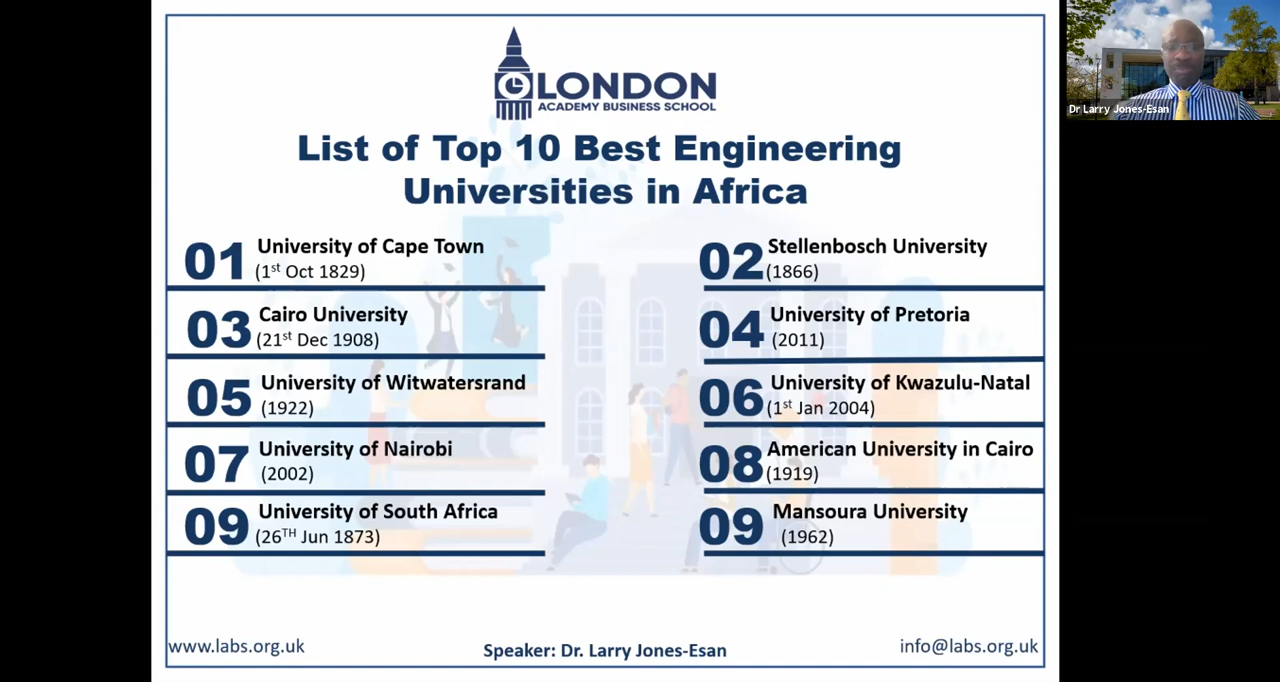 LONDON
ACADEMY BUSINESS SCHOOL
Dr Larry Jones-Esan
List of Top 10 Best Engineering
Universities in Africa
01 University of Cape Town
(1st Oct 1829)
02 Stellenbosch University
(1866)
03 Cairo University
(21st Dec 1908)
04 University of Pretoria
(2011)
05 University of Witwatersrand
(1922)
06 University of Kwazulu-Natal
(1st Jan 2004)
07 University of Nairobi
(2002)
08 American University in Cairo
(1919)
09 University of South Africa
(26TH Jun 1873)
09 Mansoura University
(1962)
www.labs.org.uk
Speaker: Dr. Larry Jones-Esan
info@labs.org.uk